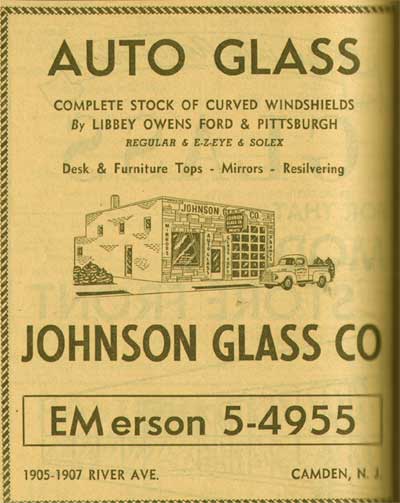 AUTO GLASS
COMPLETE STOCK OF CURVED WINDSHIELDS
By LIBBEY OWENS FORD & PITTSBURGH
REGULAR & E-Z-EYE & SOLEX
Desk & Furniture Tops - Mirrors - Resilvering
JOHNSON CO.
JOHNSON GLASS CO
EMerson 5-4955
1905-1907 RIVER AVE. CAMDEN, N. J.